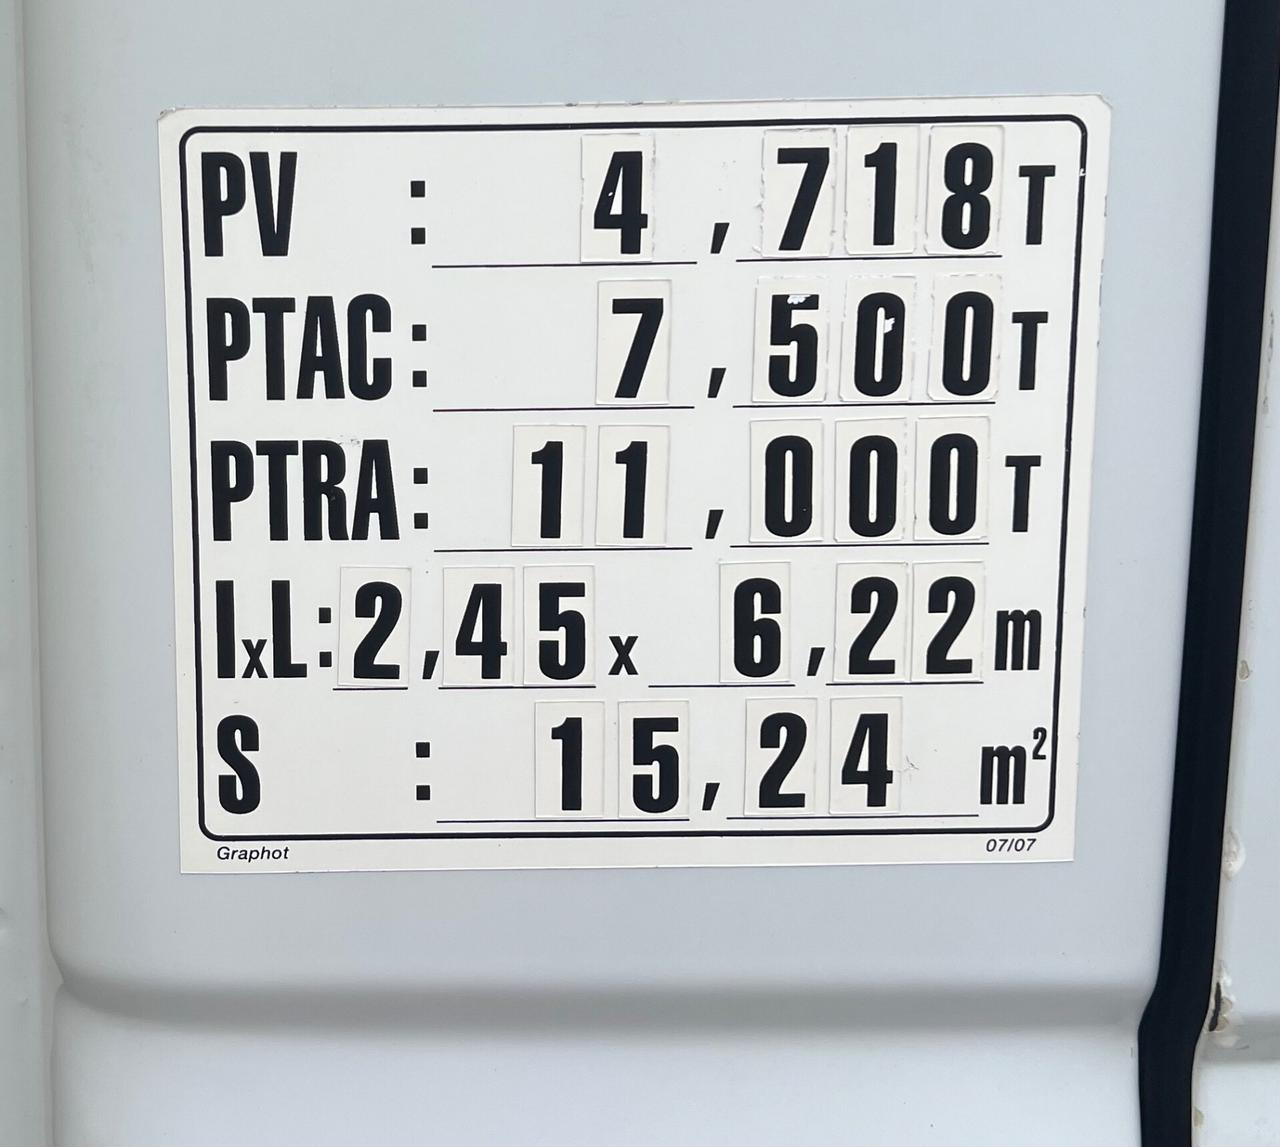 PV : 4,718 T
PTAC : 7,500 T
PTRA : 11,000 T
lxL : 2,45 x 6,22 m
S : 15,24 m²
Graphot 07/07